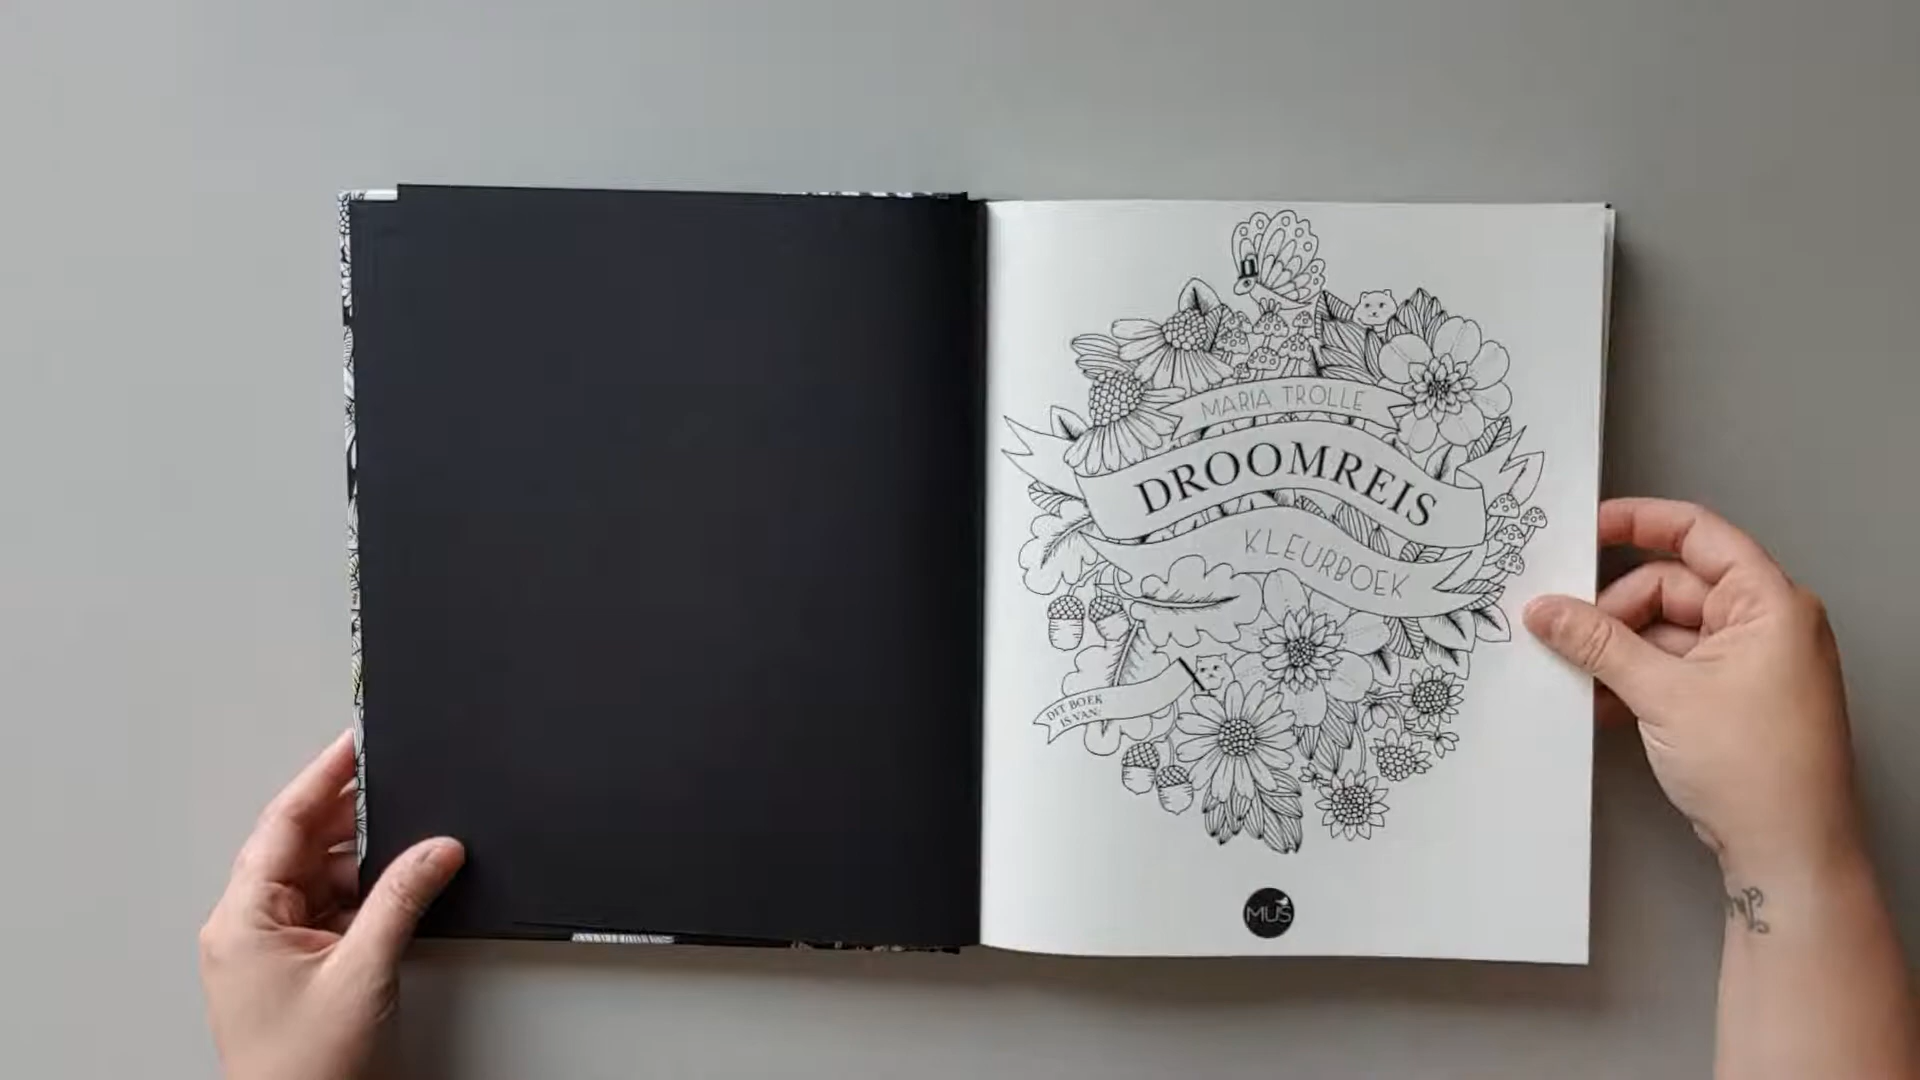 MARIA TROLLE
DROOMREIS
KLEURBOEK
DIT BOEK
IS VAN:
MUS